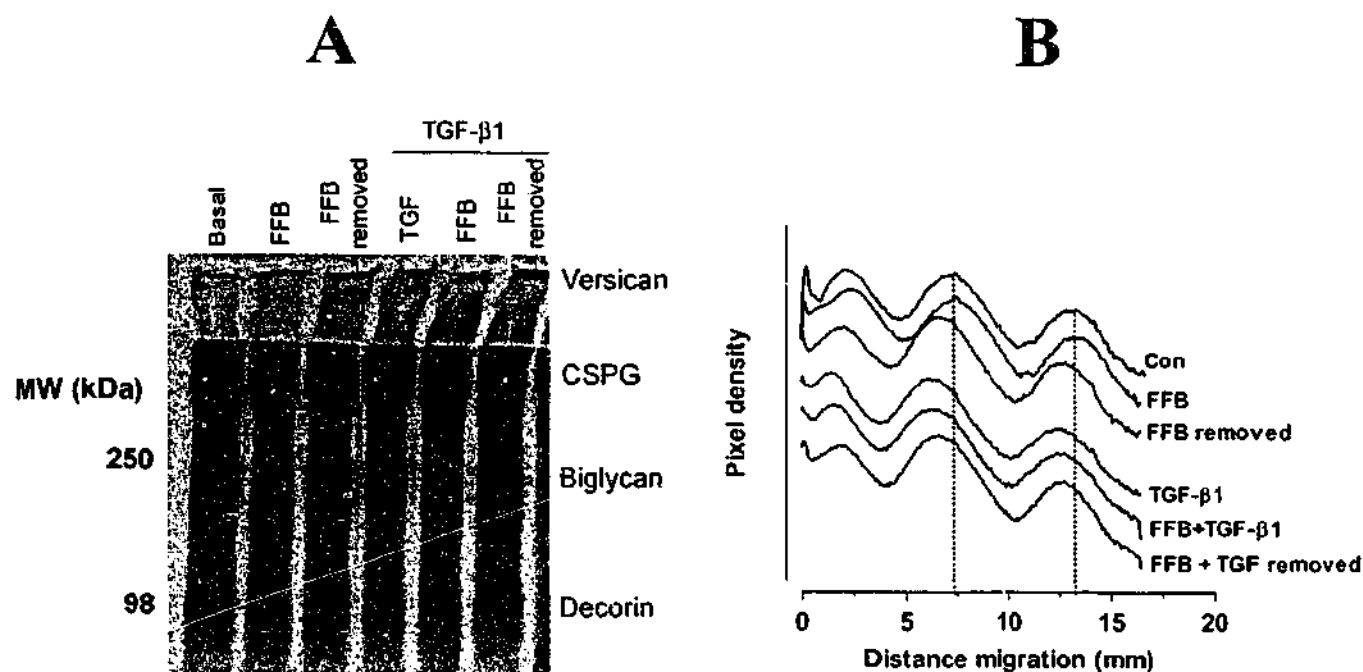 A
B
TGF-β1
Basal
FFB
FFB
removed
TGF
FFB
FFB
removed
Versican
CSPG
MW (kDa)
250
Biglycan
98
Decorin
Pixel density
Con
FFB
FFB removed
TGF-β1
FFB+TGF-β1
FFB + TGF removed
0 5 10 15 20
Distance migration (mm)